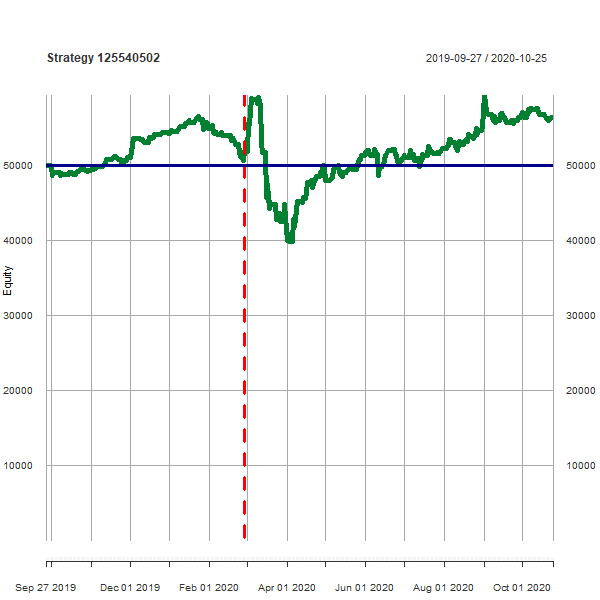 Strategy 125540502
2019-09-27 / 2020-10-25
Equity
50000
40000
30000
20000
10000
50000
40000
30000
20000
10000
Sep 27 2019
Dec 01 2019
Feb 01 2020
Apr 01 2020
Jun 01 2020
Aug 01 2020
Oct 01 2020